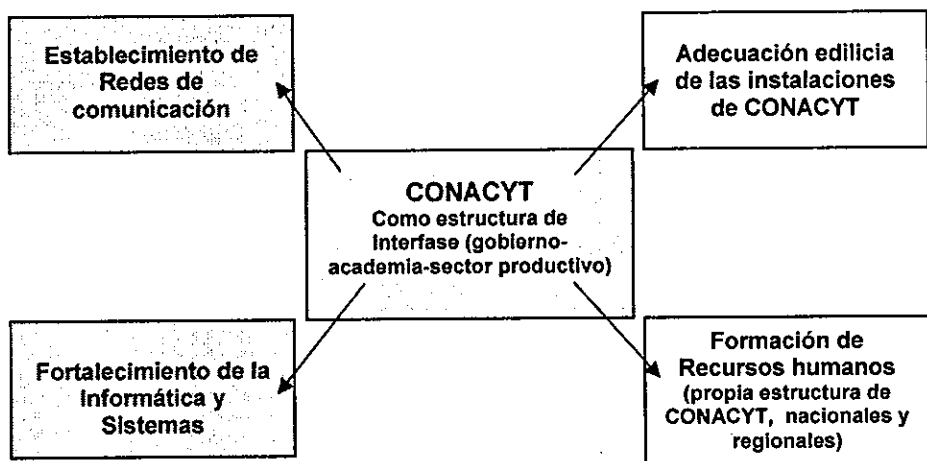 Establecimiento de
Redes de
comunicación
Adecuación edilicia
de las instalaciones
de CONACYT
CONACYT
Como estructura de
Interfase (gobierno-
academia-sector productivo)
Fortalecimiento de la
Informática y
Sistemas
Formación de
Recursos humanos
(propia estructura de
CONACYT, nacionales y
regionales)